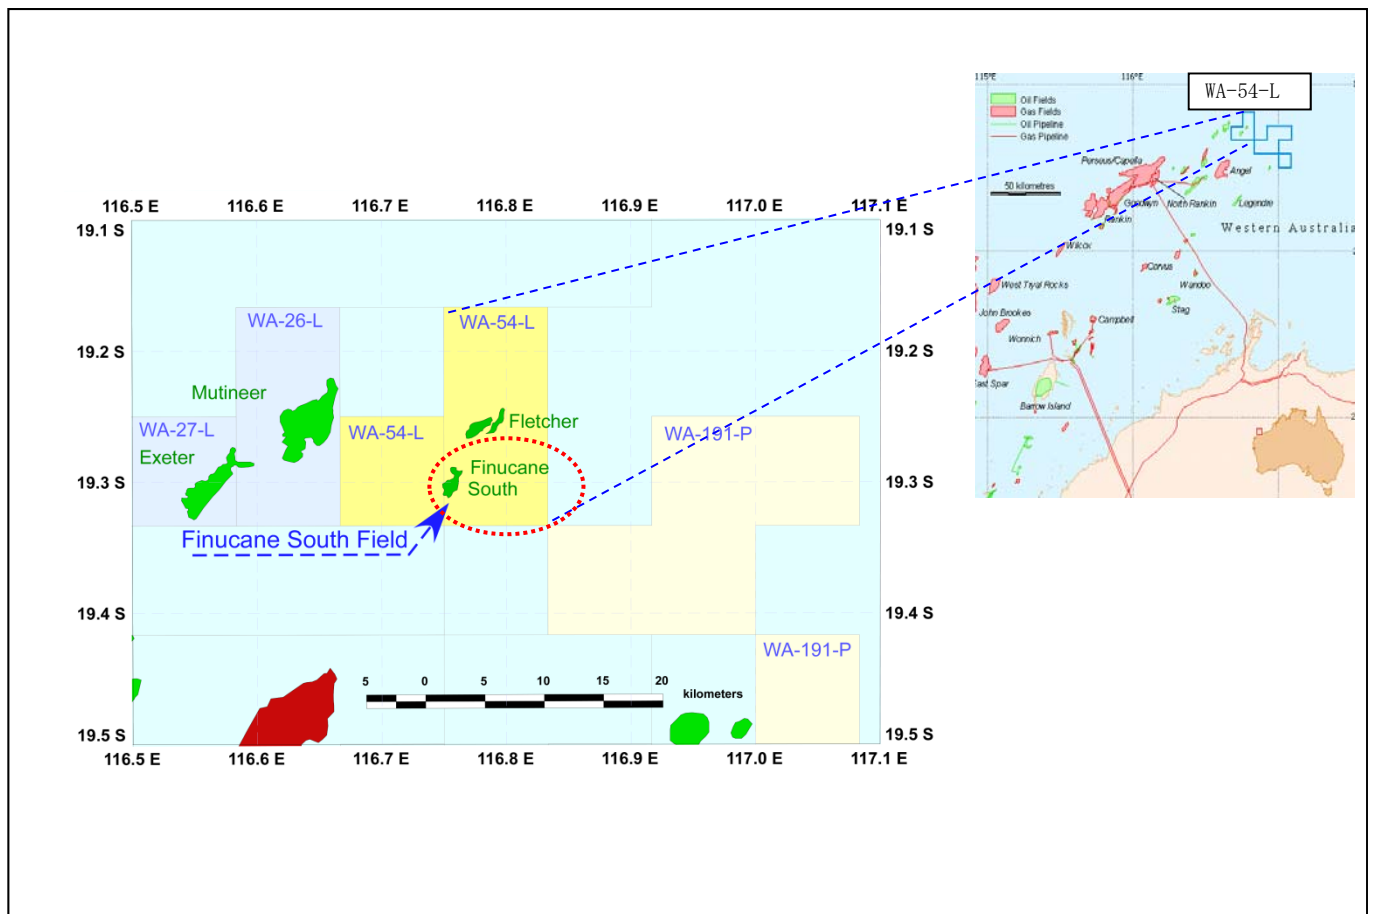 WA-54-L
115°E
116°E
Oil Fields
Gas Fields
Oil Pipeline
Gas Pipeline
50 kilometres
Perseus/Capella
Angel
Goodwyn
North Rankin
Legendre
Rankin
Western Australia
Wilcox
Corvus
West Tryal Rocks
Wandoo
Stag
John Brookes
Campbell
Wonnich
East Spar
Barrow Island
116.5 E
116.6 E
116.7 E
116.8 E
116.9 E
117.0 E
117.1 E
19.1 S
19.1 S
WA-26-L
WA-54-L
19.2 S
19.2 S
Mutineer
Fletcher
WA-27-L
WA-54-L
WA-191-P
Exeter
Finucane
South
19.3 S
19.3 S
Finucane South Field
19.4 S
19.4 S
WA-191-P
5
0
5
10
15
20
kilometers
19.5 S
19.5 S
116.5 E
116.6 E
116.7 E
116.8 E
116.9 E
117.0 E
117.1 E